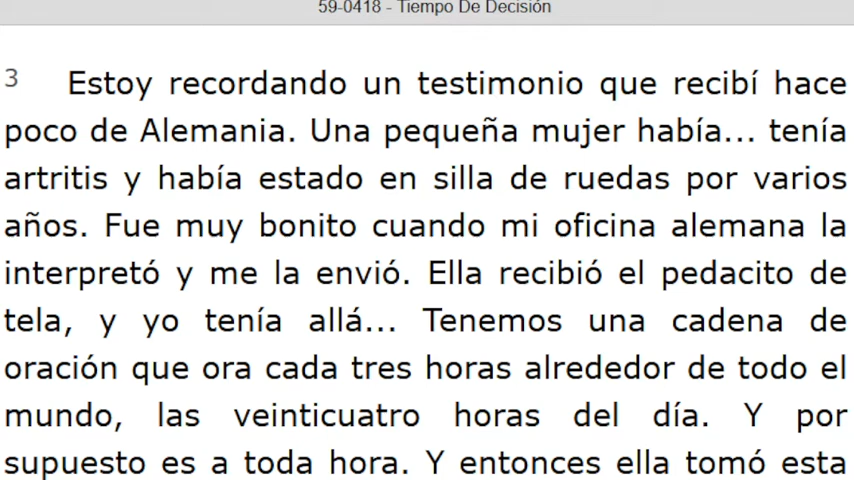 59-0418 - Tiempo De Decisión
3 Estoy recordando un testimonio que recibí hace
poco de Alemania. Una pequeña mujer había... tenía
artritis y había estado en silla de ruedas por varios
años. Fue muy bonito cuando mi oficina alemana la
interpretó y me la envió. Ella recibió el pedacito de
tela, y yo tenía allá... Tenemos una cadena de
oración que ora cada tres horas alrededor de todo el
mundo, las veinticuatro horas del día. Y por
supuesto es a toda hora. Y entonces ella tomó esta